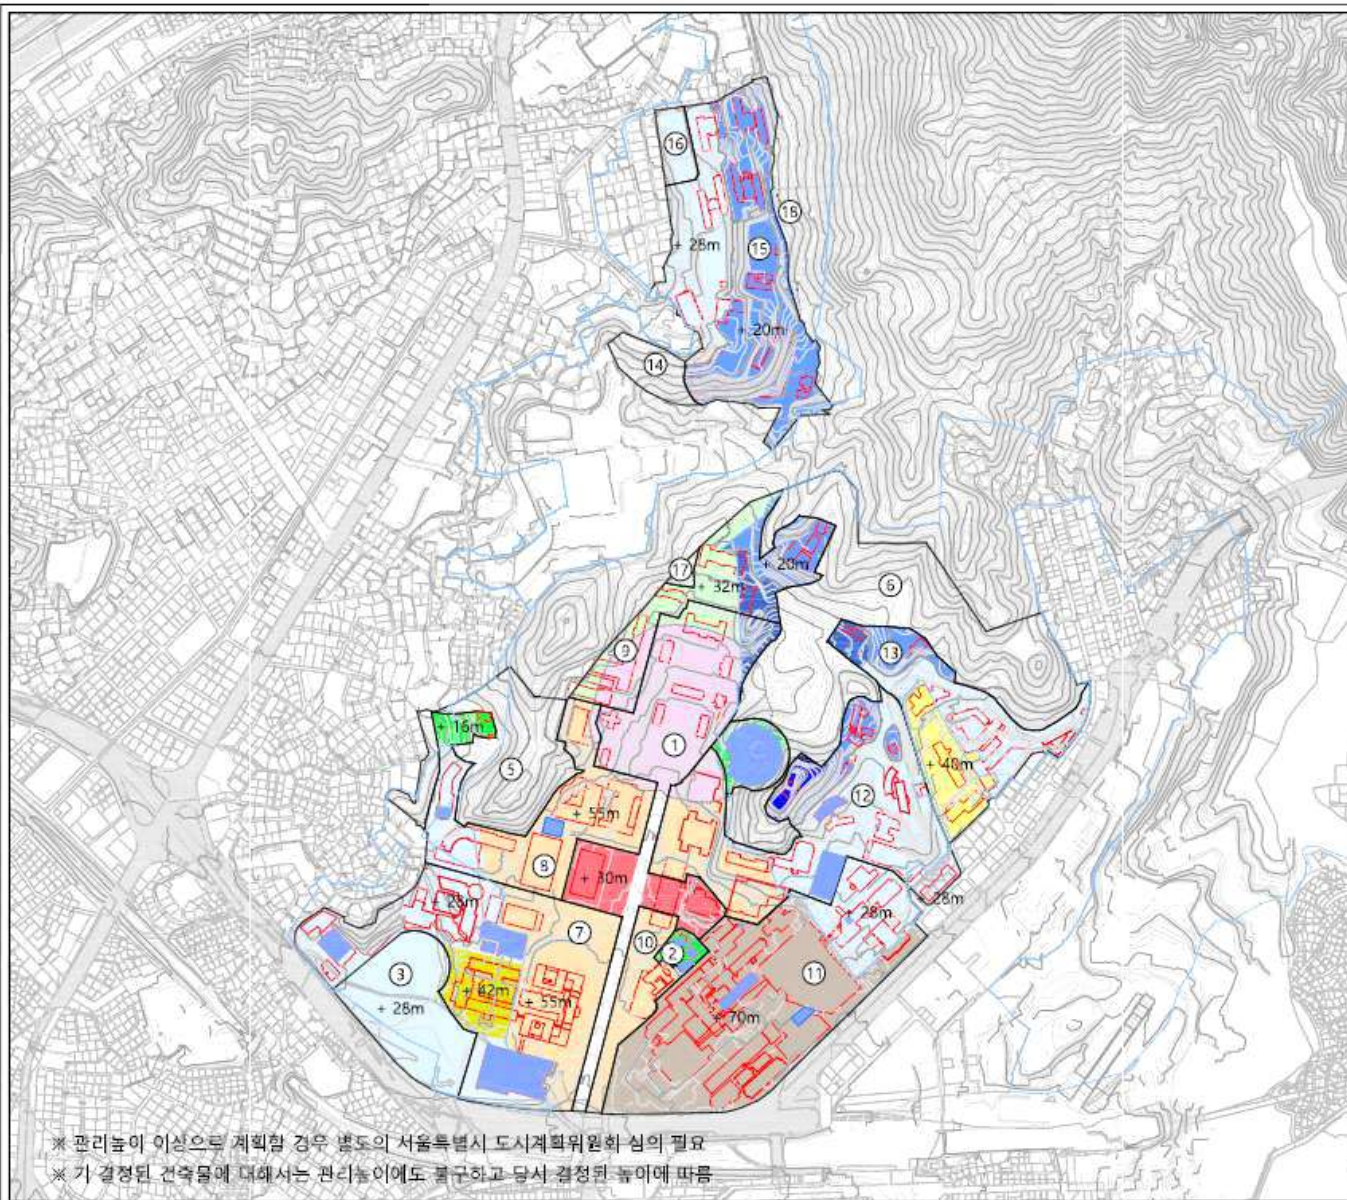 ⑯
⑱
+ 28m
⑮
+ 20m
⑭
+ 20m
⑰
+ 32m
⑥
⑨
⑬
+ 16m
①
⑤
+ 40m
⑫
+ 55m
⑧
+ 30m
+ 28m
+ 28m
+ 28m
⑦
⑩
②
③
⑪
+ 42m
+ 55m
+ 28m
+ 70m
※ 관리높이 이상으로 계획할 경우 별도의 서울특별시 도시계획위원회 심의 필요
※ 기 결정된 건축물에 대해서는 관리높이에도 불구하고 당시 결정된 높이에 따름